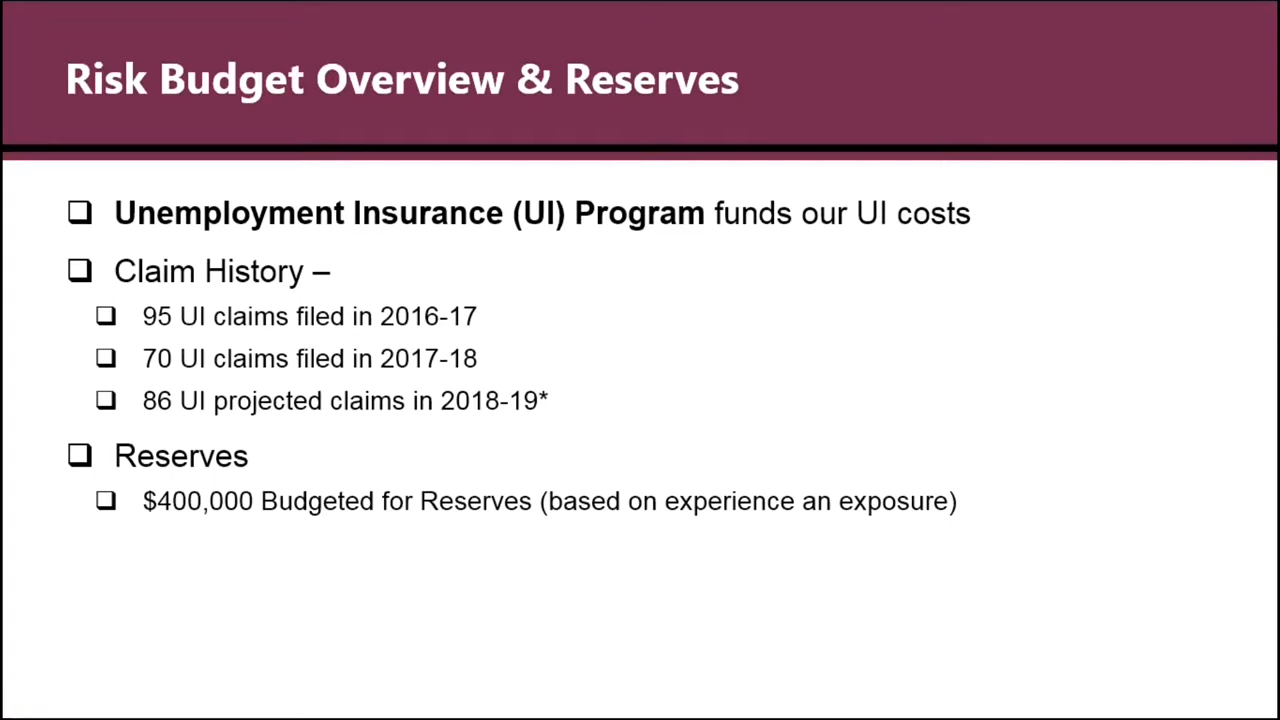 Risk Budget Overview & Reserves
Unemployment Insurance (UI) Program funds our UI costs
Claim History –
95 UI claims filed in 2016-17
70 UI claims filed in 2017-18
86 UI projected claims in 2018-19*
Reserves
$400,000 Budgeted for Reserves (based on experience an exposure)